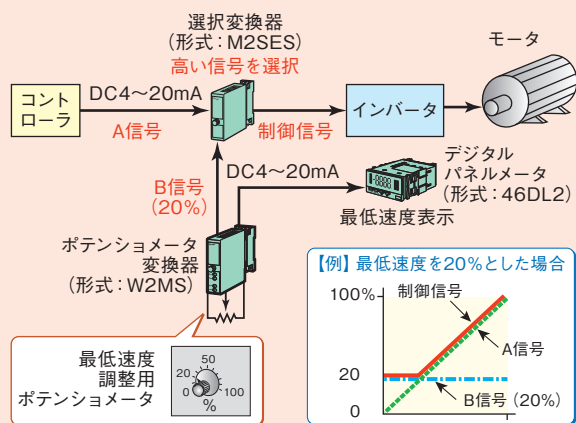 選択変換器
(形式:M2SES)
高い信号を選択
モータ
コント
ローラ
DC4〜20mA
A信号
制御信号
インバータ
B信号
(20%)
DC4〜20mA
デジタル
パネルメータ
(形式:46DL2)
最低速度表示
ポテンショメータ
変換器
(形式:W2MS)
最低速度
調整用
ポテンショメータ
50
20
0
100
%
【例】最低速度を20%とした場合
100%
制御信号
A信号
20
B信号(20%)
0